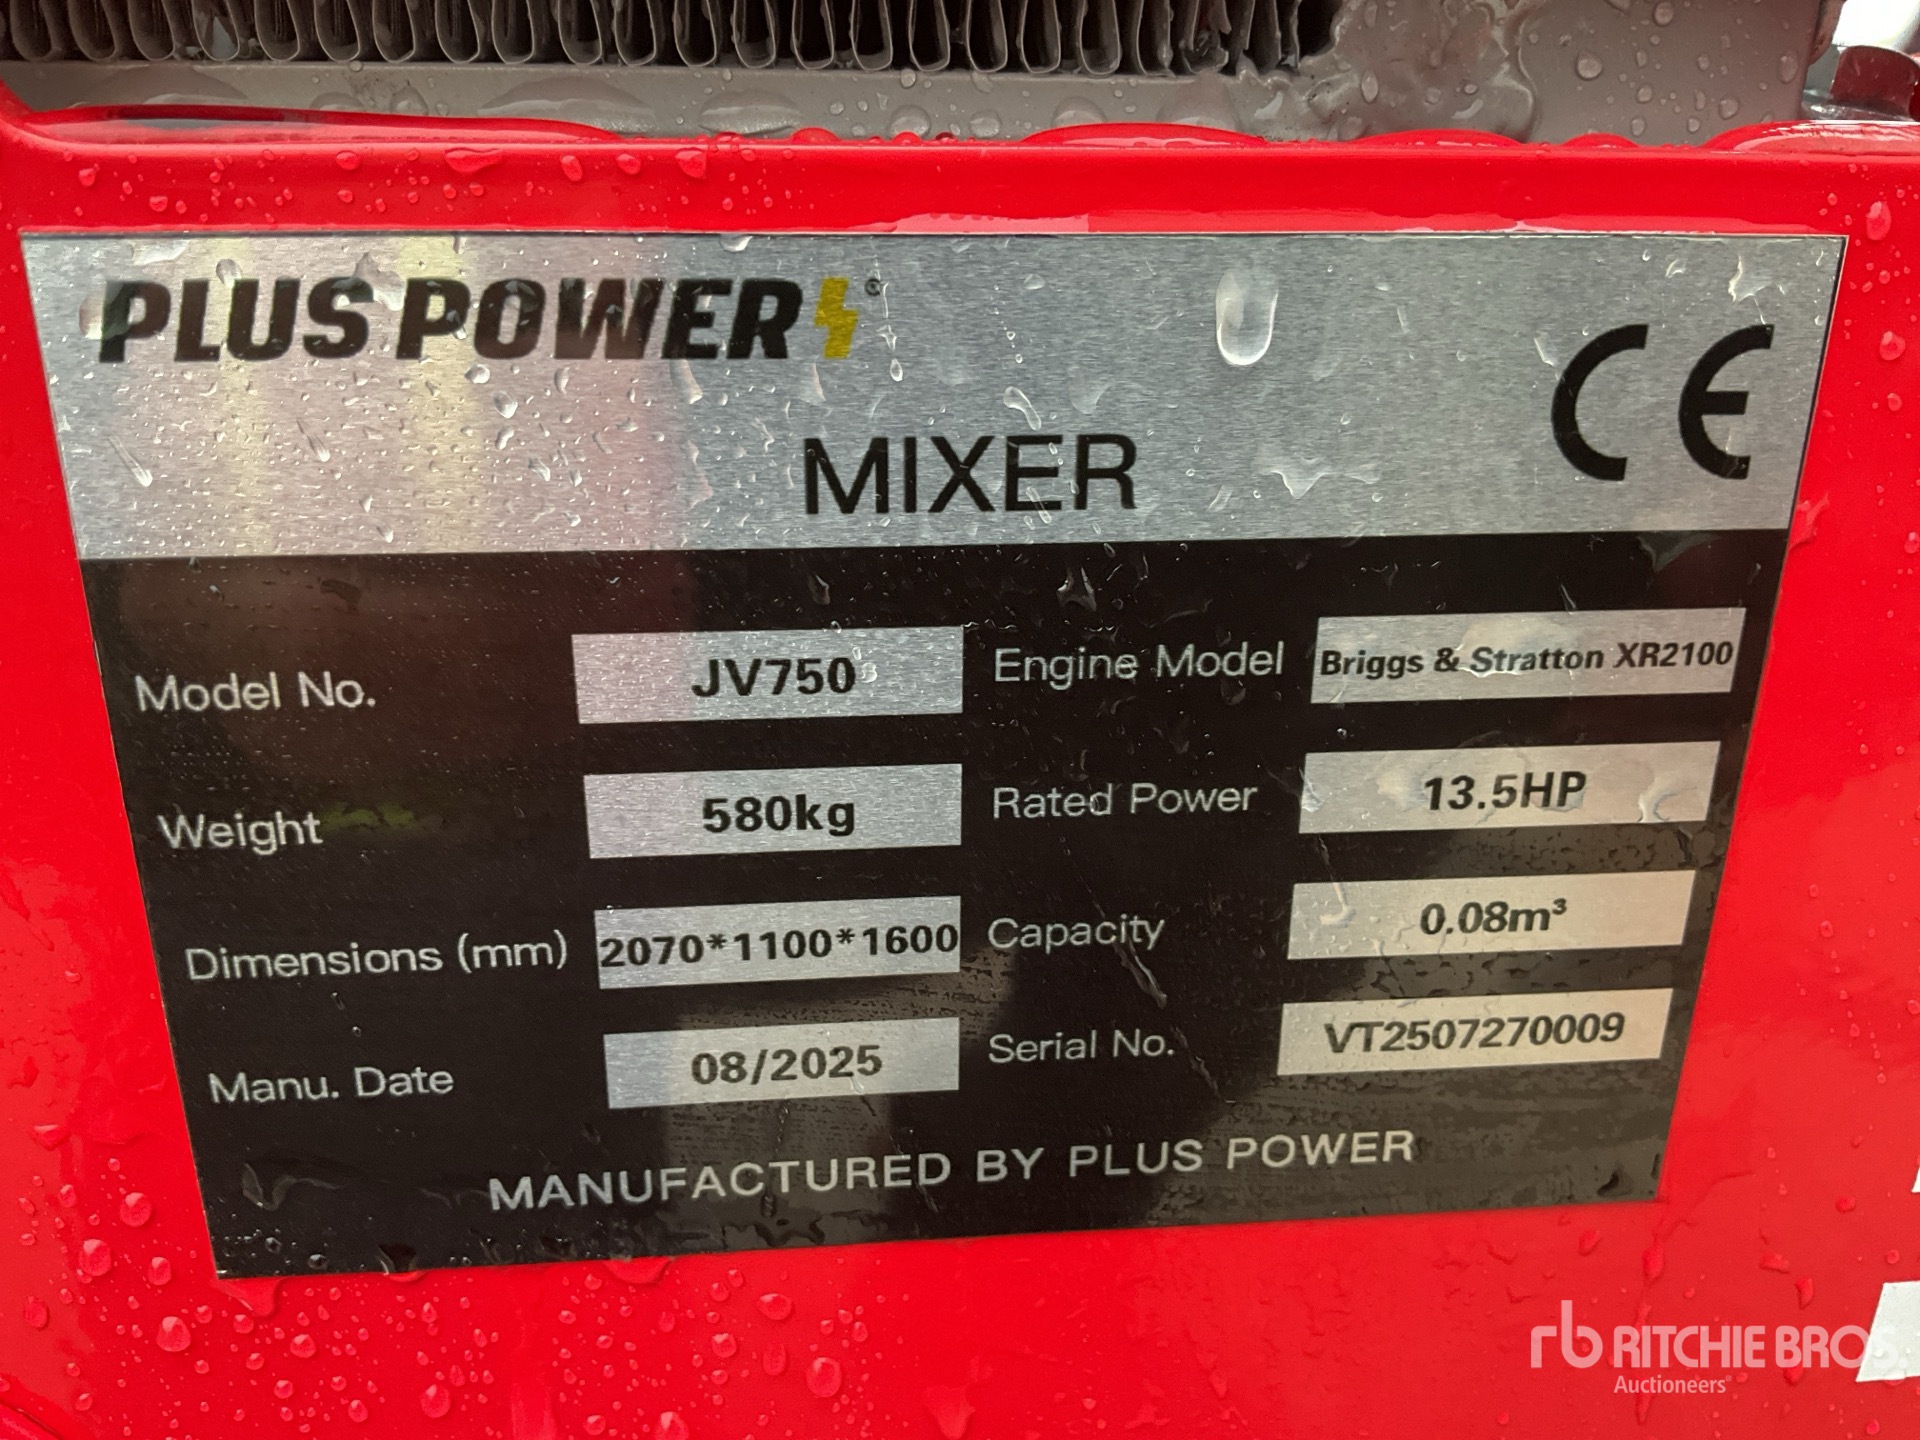 PLUS POWER®
CE
MIXER
Model No. JV750
Engine Model Briggs & Stratton XR2100
Weight 580kg
Rated Power 13.5HP
Dimensions (mm) 2070*1100*1600
Capacity 0.08m³
Manu. Date 08/2025
Serial No. VT2507270009
MANUFACTURED BY PLUS POWER
rb RITCHIE BROS.
Auctioneers